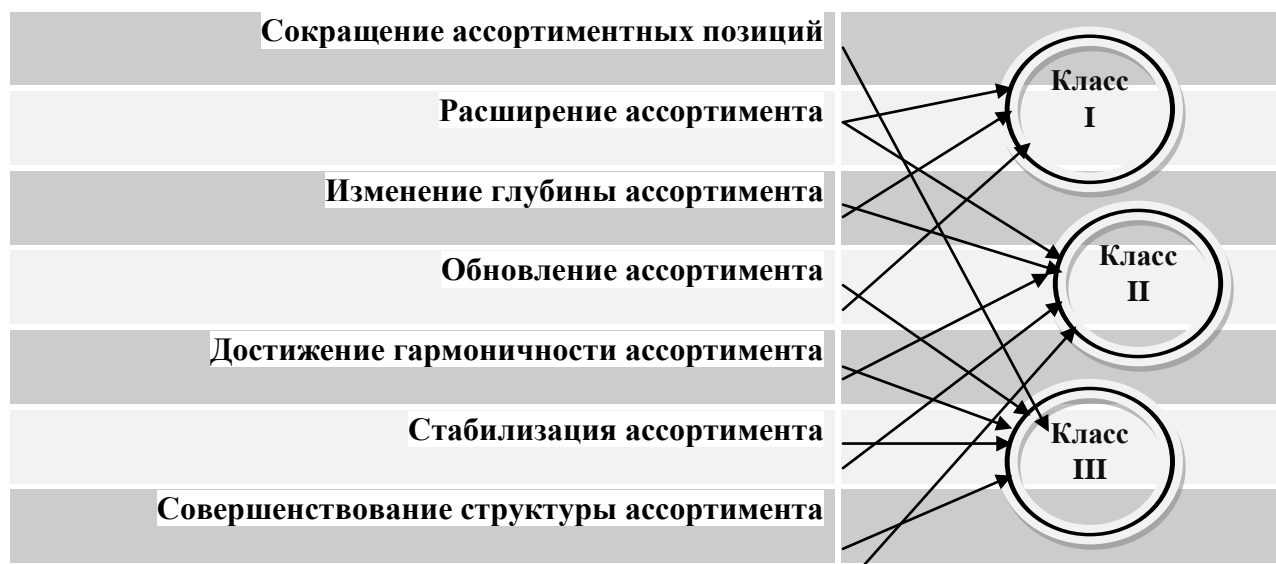 Сокращение ассортиментных позиций
Расширение ассортимента
Изменение глубины ассортимента
Обновление ассортимента
Достижение гармоничности ассортимента
Стабилизация ассортимента
Совершенствование структуры ассортимента
Класс
I
Класс
II
Класс
III